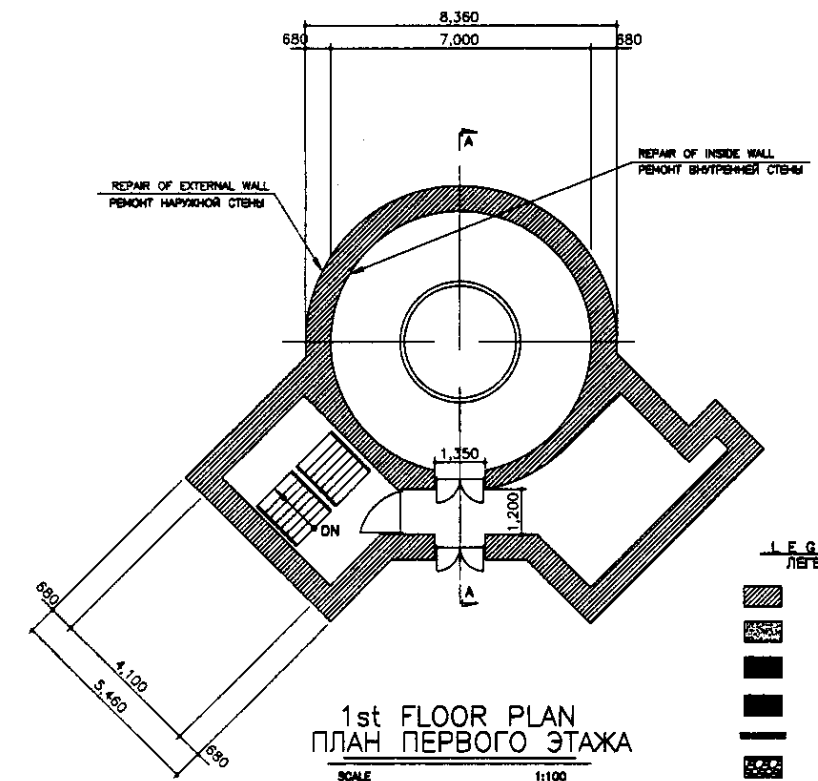 8,360
680 7,000 680
A
REPAIR OF EXTERNAL WALL
РЕМОНТ НАРУЖНОЙ СТЕНЫ
REPAIR OF INSIDE WALL
РЕМОНТ ВНУТРЕННЕЙ СТЕНЫ
1,350
1,200
DN
A
680
4,100
5,460
680
L E G
ЛЕГЕ
1st FLOOR PLAN
ПЛАН ПЕРВОГО ЭТАЖА
SCALE 1:100